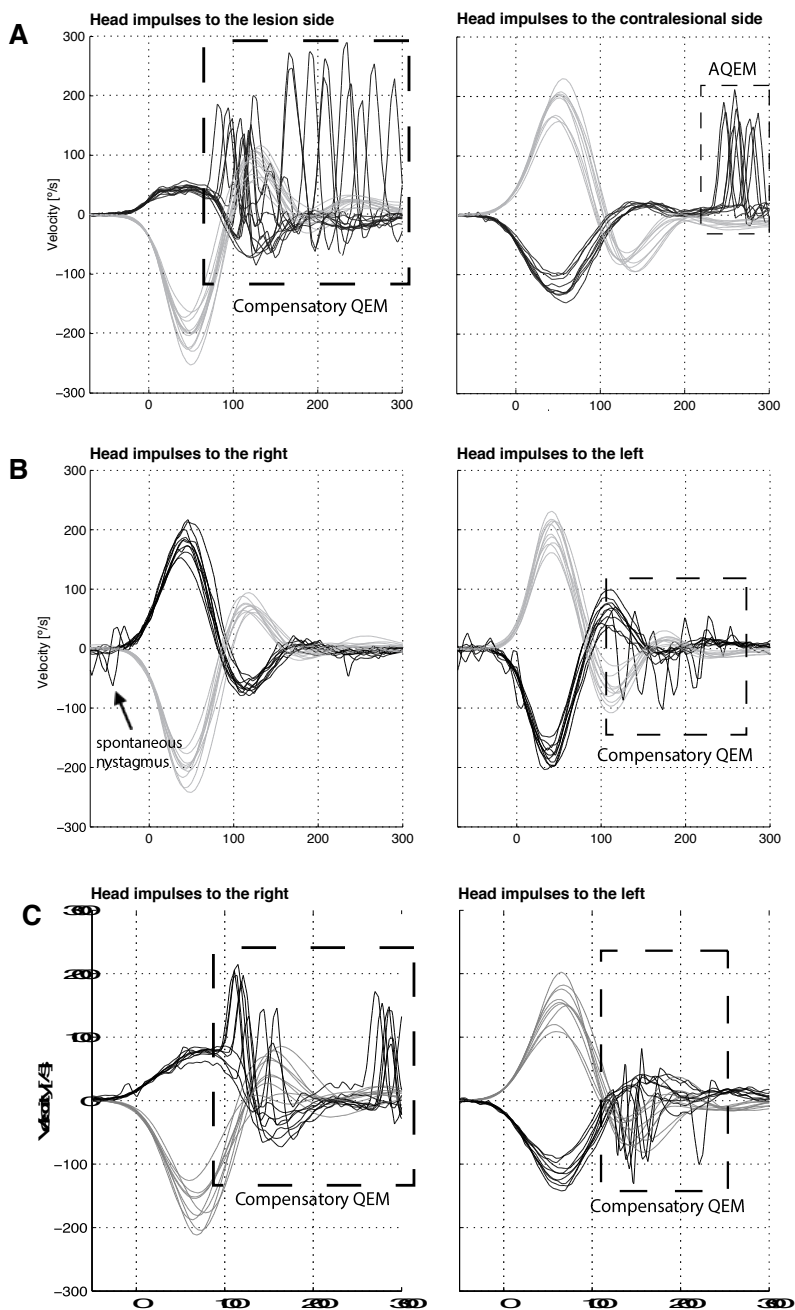 A
Head impulses to the lesion side
Head impulses to the contralesional side
300
200
100
0
−100
−200
−300
Velocity [°/s]
AQEM
Compensatory QEM
0 100 200 300
0 100 200 300
B
Head impulses to the right
Head impulses to the left
300
200
100
0
−100
−200
−300
Velocity [°/s]
spontaneous
nystagmus
Compensatory QEM
0 100 200 300
0 100 200 300
C
Head impulses to the right
Head impulses to the left
0
−100
−200
−300
Compensatory QEM
Compensatory QEM
0
0